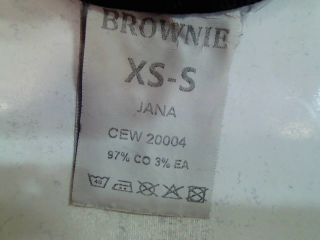 BROWNIE
XS-S
JANA
CEW 20004
97% CO 3% EA